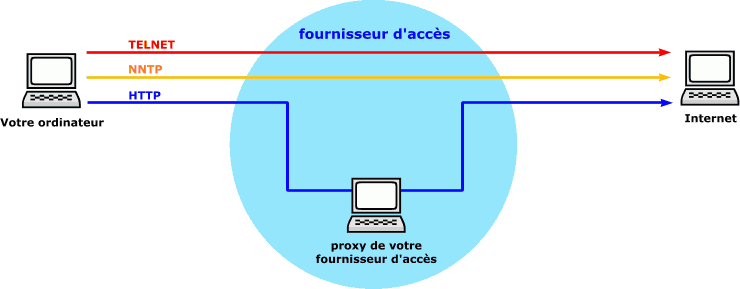 fournisseur d'accès
TELNET
NNTP
HTTP
Votre ordinateur
Internet
proxy de votre
fournisseur d'accès